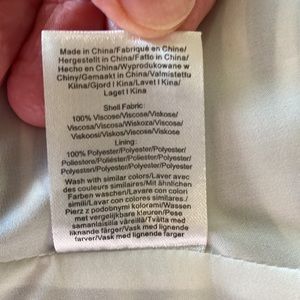 Made in China/Fabriqué en Chine/
Hergestellt in China/Fatto in China/
Hecho en China/Wyprodukowane w
Chiny/Gemaakt in China/Valmistettu
Kiina/Gjord I Kina/Lavet I Kina/
Laget I Kina
Shell Fabric:
100% Viscose/Viscose/Viskose/
Viscosa/Viscosa/Wiskoza/Viscose/
Viskoosi/Viskos/Viscose/Viskose
Lining:
100% Polyester/Polyester/Polyester/
Poliestere/Poliéster/Poliester/Polyester/
Polyesteri/Polyester/Polyester/Polyester
Wash with similar colors/Laver avec
des couleurs similaires/Mit ähnlichen
Farben waschen/Lavare con colori
simili/Lavar con colores similares/
Pierz z podobnymi kolorami/Wassen
met vergelijkbare kleuren/Pese
samanlaisilla väreillä/Tvätta med
liknande färger/Vask med lignende
farver/Vask med lignende farger